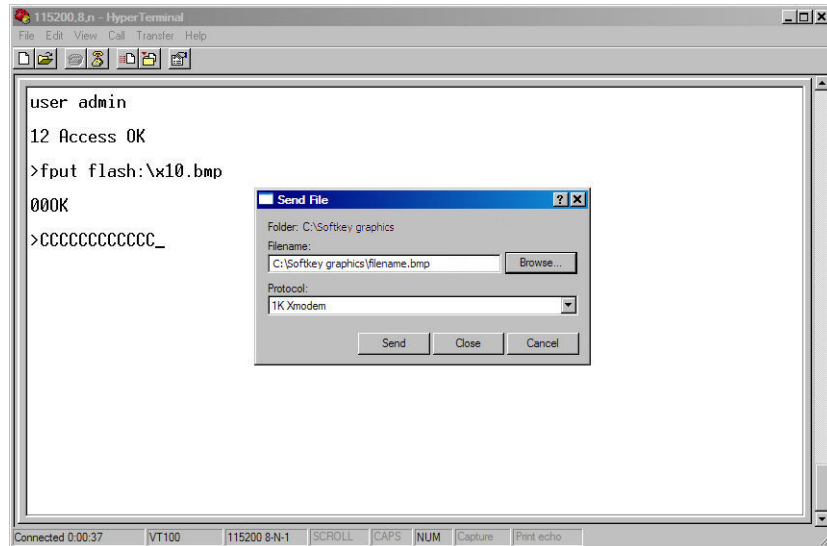 115200,8,n - HyperTerminal
File Edit View Call Transfer Help
user admin
12 Access OK
>fput flash:\x10.bmp
00OK
>CCCCCCCCCCCC_
Send File
Folder: C:\Softkey graphics
Filename:
C:\Softkey graphics\filename.bmp
Browse...
Protocol:
1K Xmodem
Send Close Cancel
Connected 0:00:37 VT100 115200 8-N-1 SCROLL CAPS NUM Capture Print echo